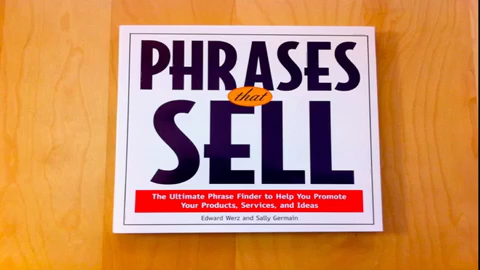 PHRASES
that
SELL
The Ultimate Phrase Finder to Help You Promote
Your Products, Services, and Ideas
Edward Werz and Sally Germain